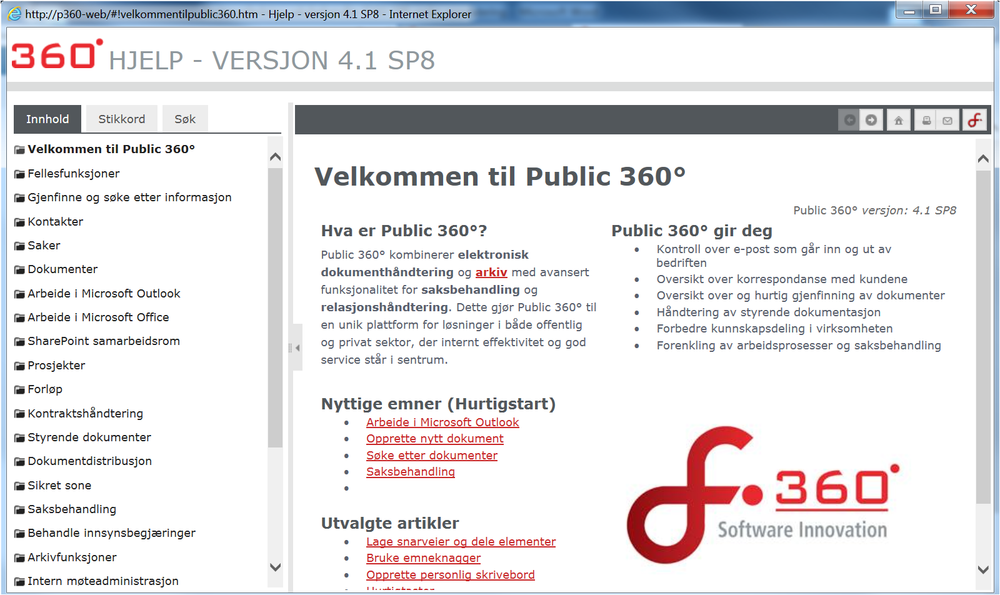 http://p360-web/#!velkommentilpublic360.htm - Hjelp - versjon 4.1 SP8 - Internet Explorer
360° HJELP - VERSJON 4.1 SP8
Innhold
Stikkord
Søk
Velkommen til Public 360°
Fellesfunksjoner
Gjenfinne og søke etter informasjon
Kontakter
Saker
Dokumenter
Arbeide i Microsoft Outlook
Arbeide i Microsoft Office
SharePoint samarbeidsrom
Prosjekter
Forløp
Kontraktshåndtering
Styrende dokumenter
Dokumentdistribusjon
Sikret sone
Saksbehandling
Behandle innsynsbegjæringer
Arkivfunksjoner
Intern møteadministrasjon
Velkommen til Public 360°
Public 360° versjon: 4.1 SP8
Hva er Public 360°?
Public 360° kombinerer elektronisk
dokumenthåndtering og arkiv med avansert
funksjonalitet for saksbehandling og
relasjonshåndtering. Dette gjør Public 360° til
en unik plattform for løsninger i både offentlig
og privat sektor, der internt effektivitet og god
service står i sentrum.
Nyttige emner (Hurtigstart)
Arbeide i Microsoft Outlook
Opprette nytt dokument
Søke etter dokumenter
Saksbehandling
Utvalgte artikler
Lage snarveier og dele elementer
Bruke emneknagger
Opprette personlig skrivebord
Hurtigtaster
Public 360° gir deg
Kontroll over e-post som går inn og ut av
bedriften
Oversikt over korrespondanse med kundene
Oversikt over og hurtig gjenfinning av dokumenter
Håndtering av styrende dokumentasjon
Forbedre kunnskapsdeling i virksomheten
Forenkling av arbeidsprosesser og saksbehandling
360°
Software Innovation